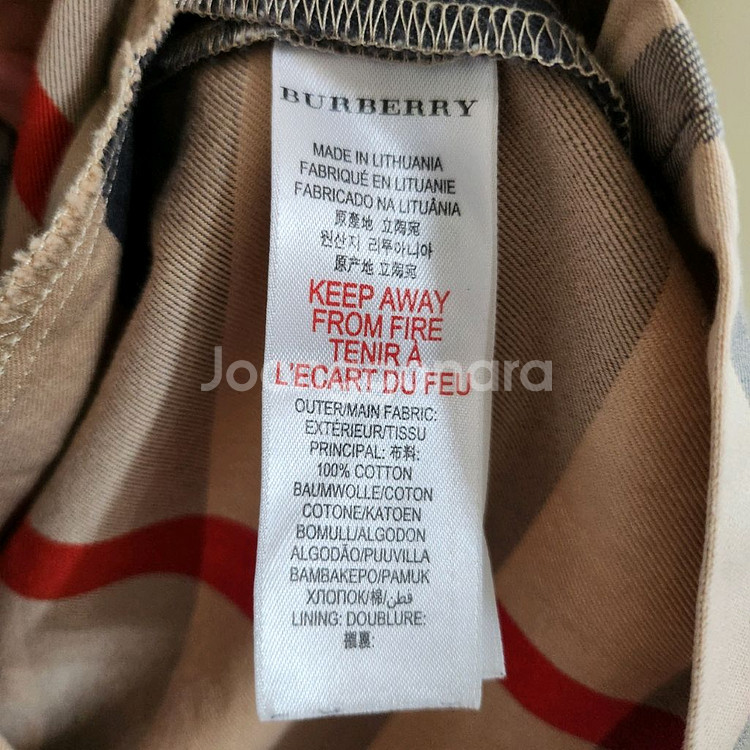 BURBERRY
MADE IN LITHUANIA
FABRIQUÉ EN LITUANIE
FABRICADO NA LITUÂNIA
原產地 立陶宛
원산지 리투아니아
原产地 立陶宛
KEEP AWAY
FROM FIRE
TENIR À
L'ECART DU FEU
OUTER/MAIN FABRIC:
EXTÉRIEUR/TISSU
PRINCIPAL: 布料:
100% COTTON
BAUMWOLLE/COTON
COTONE/KATOEN
BOMULL/ALGODON
ALGODÃO/PUUVILLA
ΒΑΜΒΑΚΕΡΟ/PAMUK
ХЛОПОК/棉/قطن
LINING: DOUBLURE:
裏: